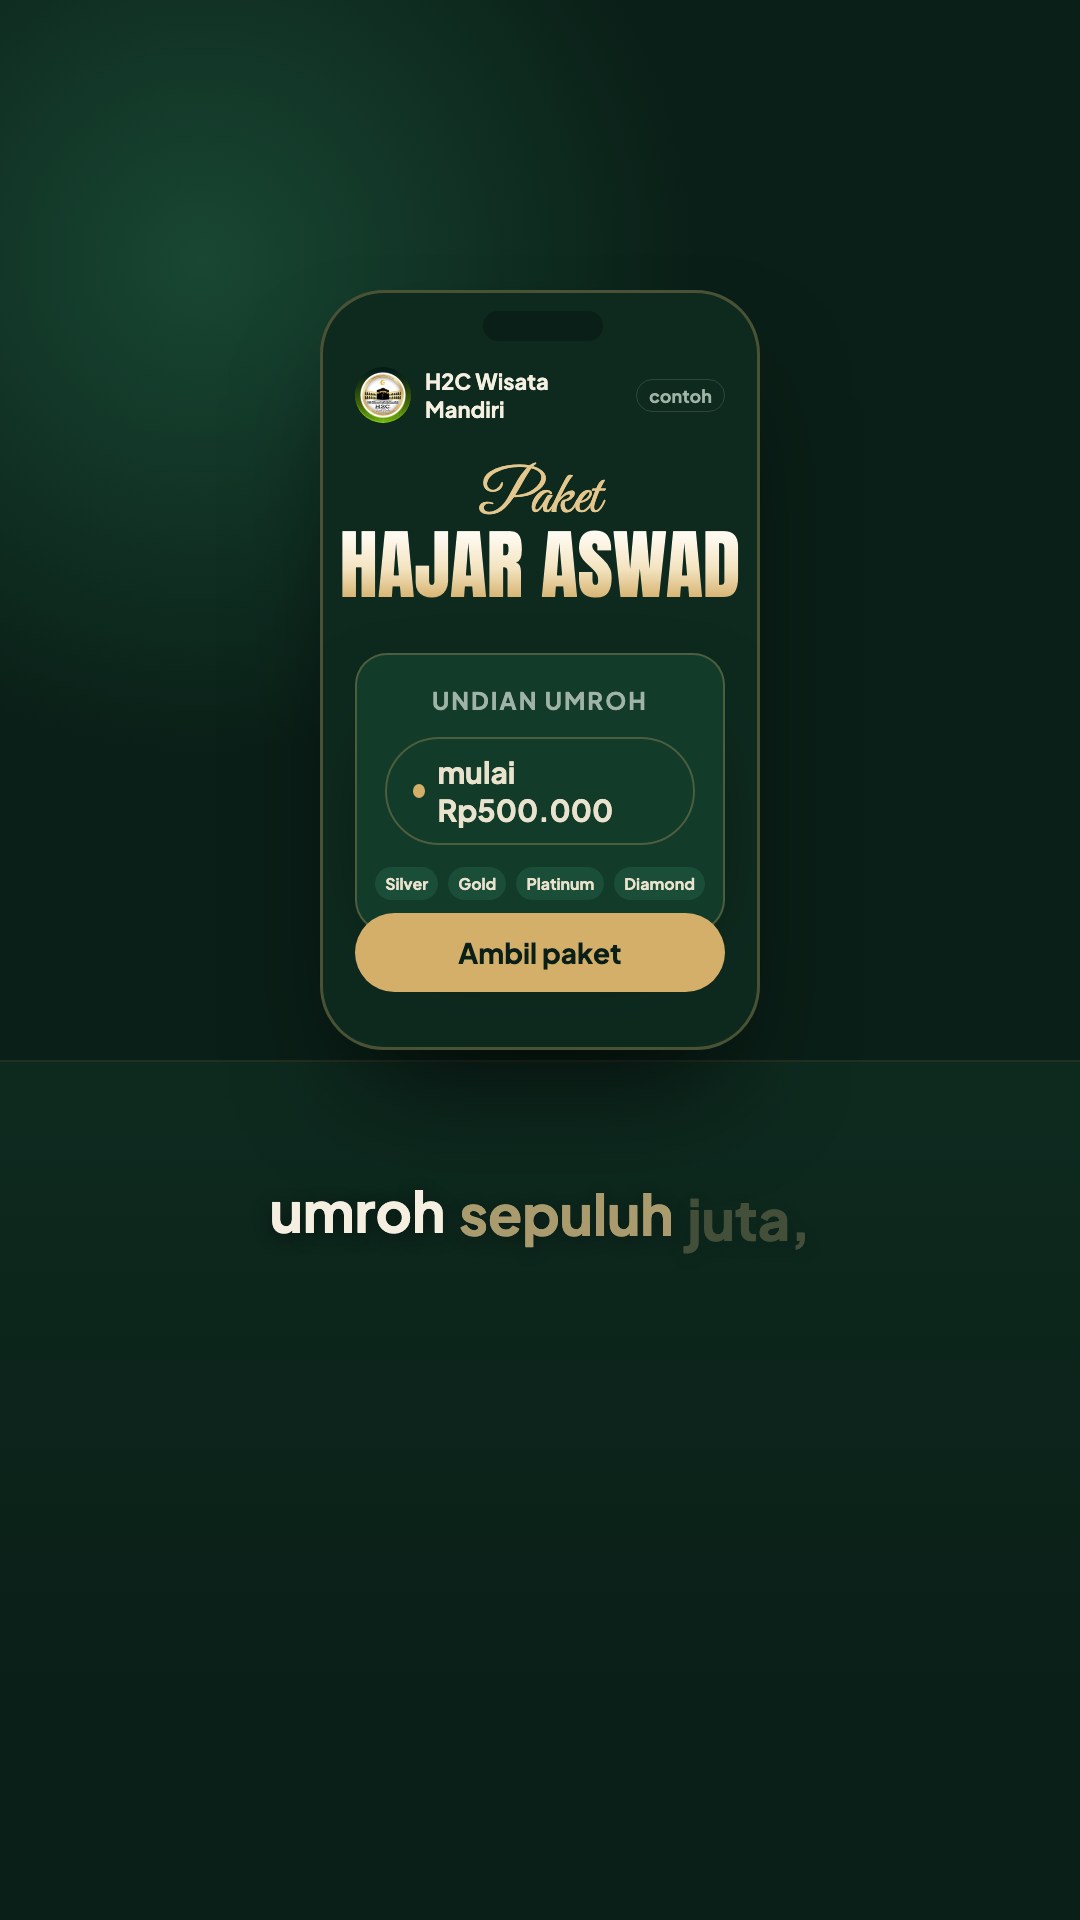 H2C Wisata
Mandiri
contoh
Paket
HAJAR ASWAD
UNDIAN UMROH
mulai
Rp500.000
Silver Gold Platinum Diamond
Ambil paket
umroh sepuluh juta,